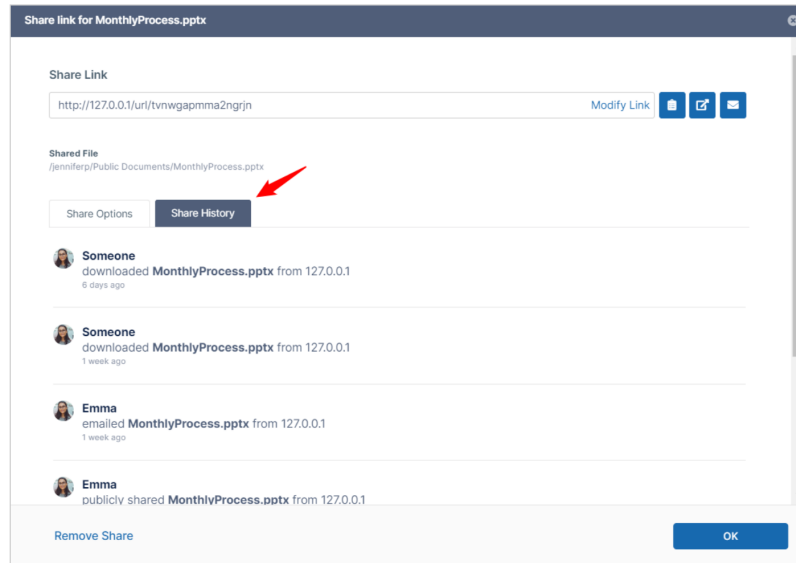 Share link for MonthlyProcess.pptx
Share Link
http://127.0.0.1/url/tvnwgapmma2ngrjn Modify Link
Shared File
/jenniferp/Public Documents/MonthlyProcess.pptx
Share Options Share History
Someone
downloaded MonthlyProcess.pptx from 127.0.0.1
6 days ago
Someone
downloaded MonthlyProcess.pptx from 127.0.0.1
1 week ago
Emma
emailed MonthlyProcess.pptx from 127.0.0.1
1 week ago
Emma
publicly shared MonthlyProcess.pptx from 127.0.0.1
Remove Share OK